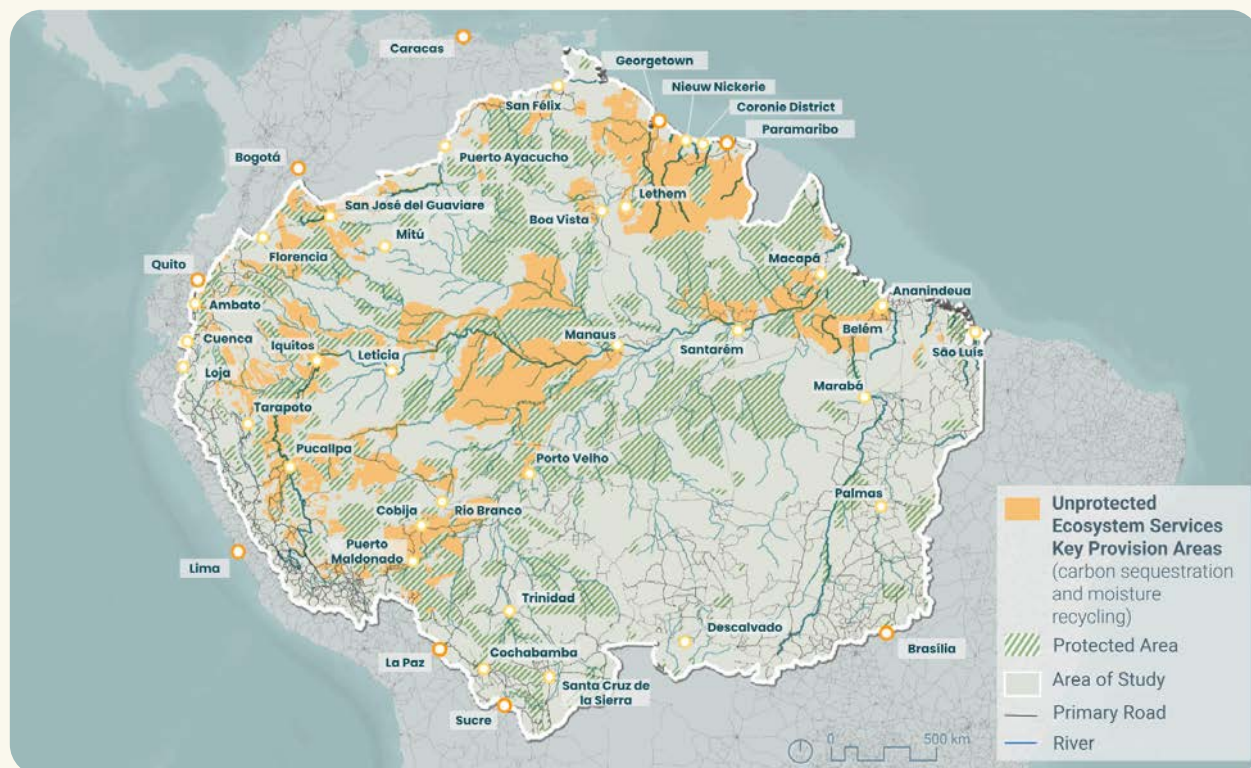 Caracas
Georgetown
Nieuw Nickerie
Coronie District
Paramaribo
San Félix
Bogotá
Puerto Ayacucho
Lethem
San José del Guaviare
Boa Vista
Mitú
Florencia
Macapá
Quito
Ananindeua
Ambato
Belém
Cuenca
Iquitos
Leticia
Manaus
Santarém
São Luís
Loja
Marabá
Tarapoto
Pucallpa
Porto Velho
Palmas
Cobija
Rio Branco
Puerto
Maldonado
Lima
Trinidad
Descalvado
La Paz
Cochabamba
Brasília
Santa Cruz de
la Sierra
Sucre
0
500 km
Unprotected
Ecosystem Services
Key Provision Areas
(carbon sequestration
and moisture
recycling)
Protected Area
Area of Study
Primary Road
River